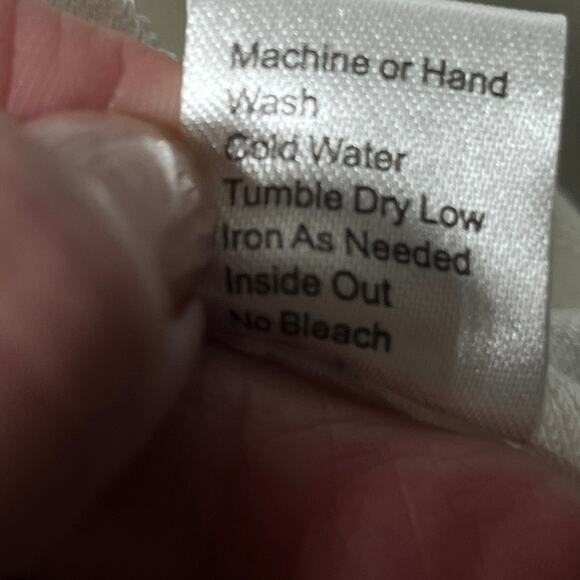 Machine or Hand
Wash
Cold Water
Tumble Dry Low
Iron As Needed
Inside Out
No Bleach